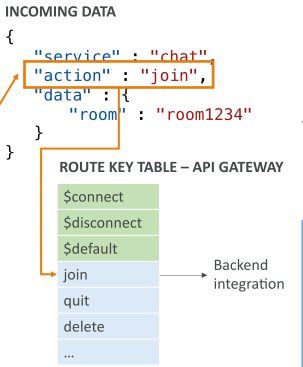 INCOMING DATA
{
"service" : "chat",
"action" : "join",
"data" : {
"room" : "room1234"
}
}
ROUTE KEY TABLE – API GATEWAY
$connect
$disconnect
$default
join
quit
delete
...
Backend
integration